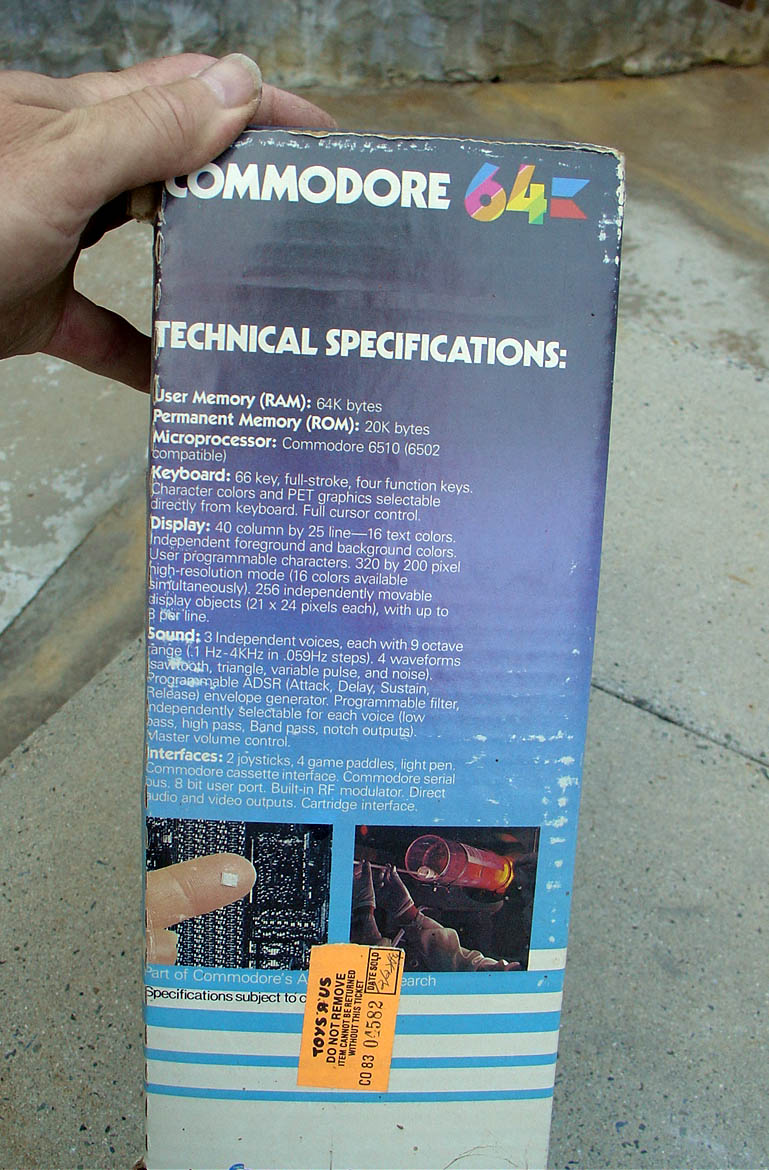 COMMODORE 64
TECHNICAL SPECIFICATIONS:
User Memory (RAM): 64K bytes
Permanent Memory (ROM): 20K bytes
Microprocessor: Commodore 6510 (6502
compatible)
Keyboard: 66 key, full-stroke, four function keys.
Character colors and PET graphics selectable
directly from keyboard. Full cursor control.
Display: 40 column by 25 line—16 text colors.
Independent foreground and background colors.
User programmable characters. 320 by 200 pixel
high-resolution mode (16 colors available
simultaneously). 256 independently movable
display objects (21 x 24 pixels each), with up to
8 per line.
Sound: 3 Independent voices, each with 9 octave
range (.1 Hz-4KHz in .059Hz steps). 4 waveforms
(sawtooth, triangle, variable pulse, and noise).
Programmable ADSR (Attack, Delay, Sustain,
Release) envelope generator. Programmable filter,
independently selectable for each voice (low
pass, high pass, Band pass, notch outputs).
Master volume control.
Interfaces: 2 joysticks, 4 game paddles, light pen.
Commodore cassette interface. Commodore serial
bus. 8 bit user port. Built-in RF modulator. Direct
audio and video outputs. Cartridge interface.
Part of Commodore's
Specifications subject to
TOYS R US
DO NOT REMOVE
ITEM CANNOT BE RETURNED
WITHOUT THIS TICKET
CO 83 04582
DATE SOLD